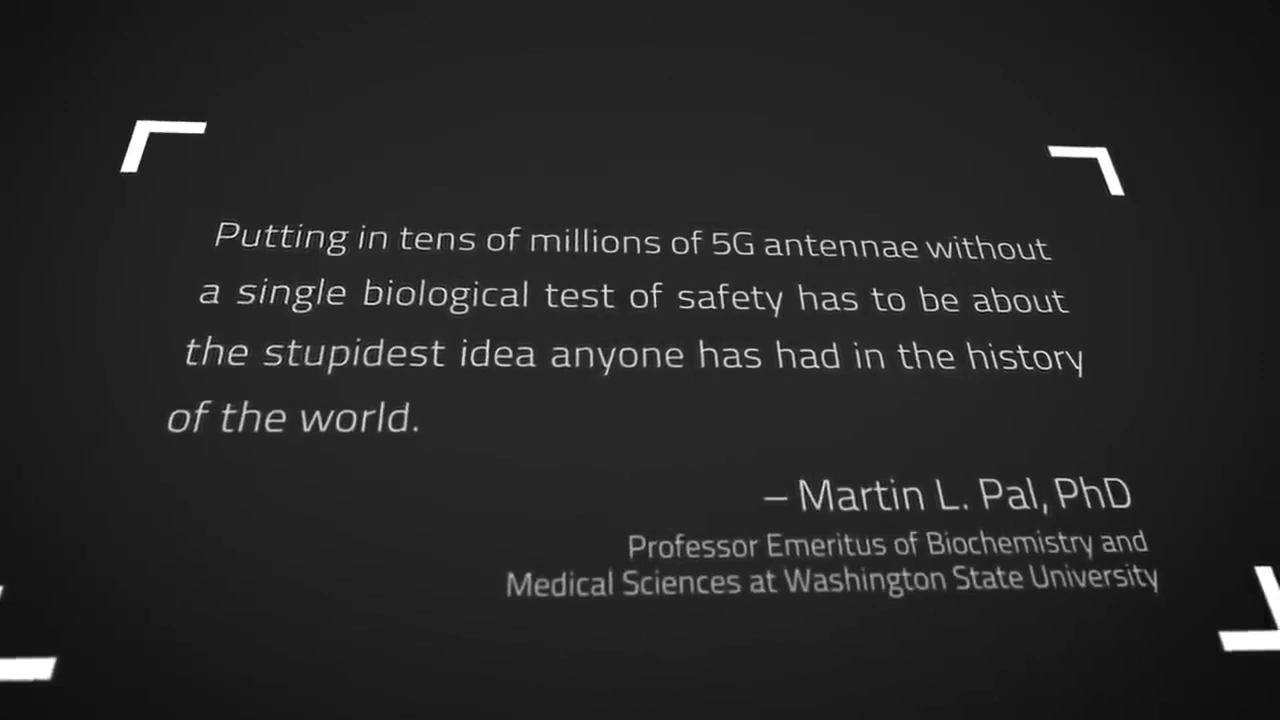 Putting in tens of millions of 5G antennae without
a single biological test of safety has to be about
the stupidest idea anyone has had in the history
of the world.
– Martin L. Pal, PhD
Professor Emeritus of Biochemistry and
Medical Sciences at Washington State University